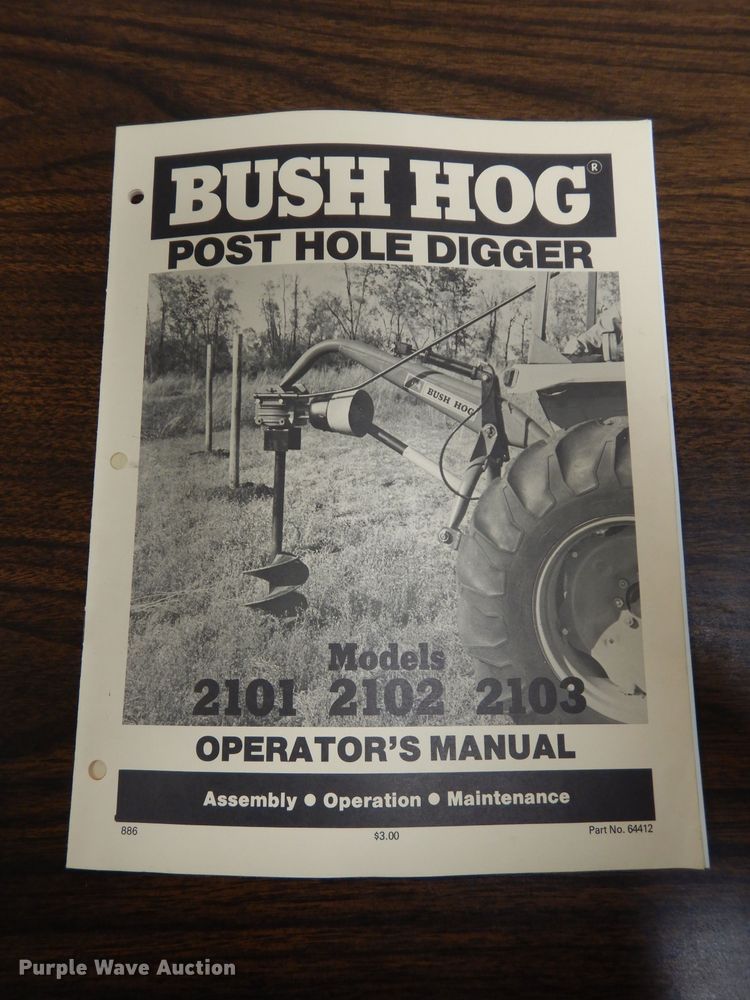 BUSH HOG®
POST HOLE DIGGER
BUSH HOG
Models
2101 2102 2103
OPERATOR'S MANUAL
Assembly ● Operation ● Maintenance
886 $3.00 Part No. 64412
Purple Wave Auction